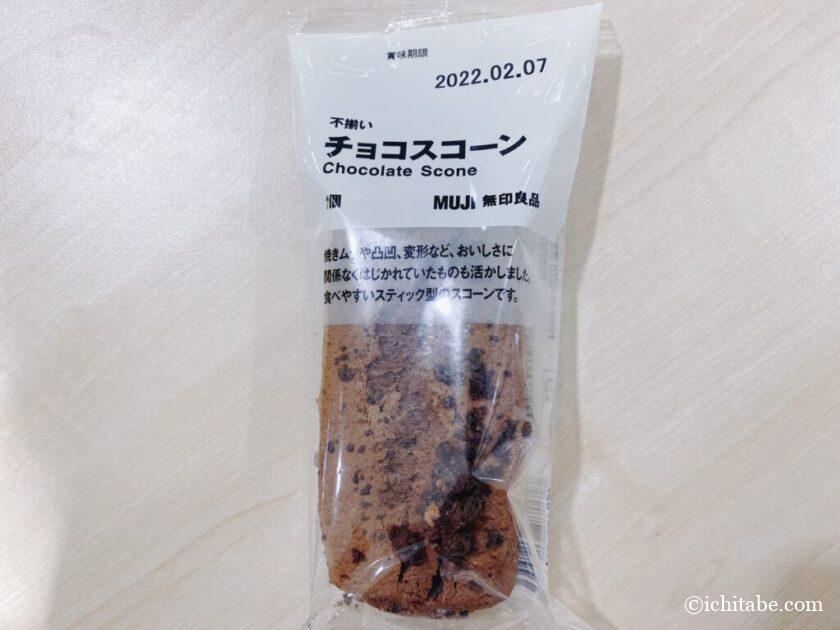 賞味期限
2022.02.07
不揃い
チョコスコーン
Chocolate Scone
1個
MUJI 無印良品
焼きムラや凸凹、変形など、おいしさに
関係なくはじかれていたものも活かしました。
食べやすいスティック型のスコーンです。
©ichitabe.com